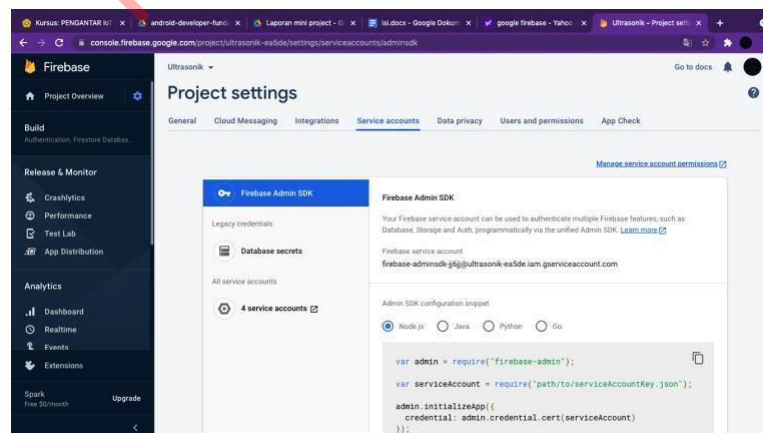 Kursus: PENGANTAR IoT
android-developer-fund
Laporan mini project - G
isi.docx - Google Dokum
google firebase - Yahoo
Ultrasonik - Project sett
console.firebase.google.com/project/ultrasonik-ea5de/settings/serviceaccounts/adminsdk
Firebase
Project Overview
Build
Authentication, Firestore Databas...
Release & Monitor
Crashlytics
Performance
Test Lab
App Distribution
Analytics
Dashboard
Realtime
Events
Extensions
Spark
Free $0/month
Upgrade
Ultrasonik
Go to docs
Project settings
General Cloud Messaging Integrations Service accounts Data privacy Users and permissions App Check
Manage service account permissions
Firebase Admin SDK
Legacy credentials
Database secrets
All service accounts
4 service accounts
Firebase Admin SDK
Your Firebase service account can be used to authenticate multiple Firebase features, such as
Database, Storage and Auth, programmatically via the unified Admin SDK. Learn more
Firebase service account
ultrasonik-ea5de.iam.gserviceaccount.com
Admin SDK configuration snippet
Node.js Java Python Go
var admin = require("firebase-admin");
var serviceAccount = require("path/to/serviceAccountKey.json");
admin.initializeApp({
credential: admin.credential.cert(serviceAccount)
});